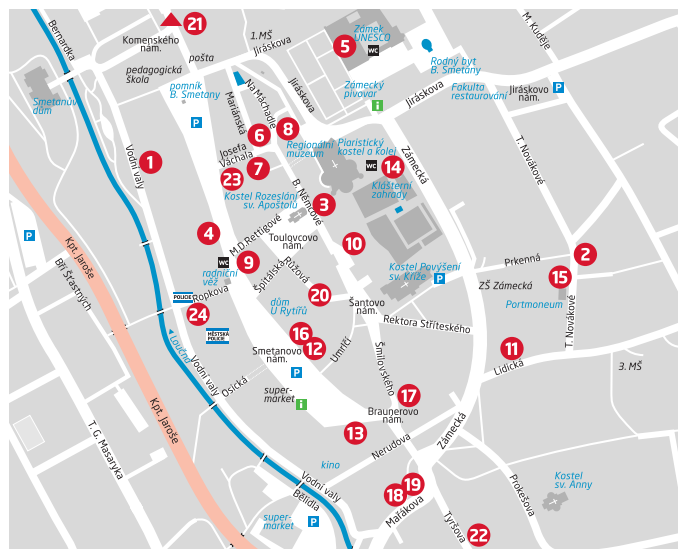 21
Komenského
nám.
1.MŠ
Jiráskova
pošta
pedagogická
škola
Bernardka
Smetanův
dům
pomník
B. Smetany
P
Zámek
UNESCO
5
WC
Rodný byt
B. Smetany
M. Kuděje
Zámecký
pivovar
i
Jiráskova
Fakulta
restaurování
Jiráskovo
nám.
P
Na Máchadle
Mariánská
Jiráskova
6
8
Josefa
Váchala
7
23
Regionální
muzeum
Piaristický
kostel a kolej
WC
14
Klášterní
zahrady
Zámecká
T. Novákové
1
Vodní valy
Kostel Rozeslání
sv. Apoštolů
B. Němcové
3
4
M.D.Rettigové
Toulovcovo
nám.
10
P
Kpt. Jaroše
Bří Šťastných
WC
9
radniční
věž
Špitálská
Růžová
Kostel Povýšení
sv. Kříže
P
Prkenná
2
ZŠ Zámecká
15
Portmoneum
T. Novákové
POLICIE
Ropkova
24
MĚSTSKÁ
POLICIE
Loučná
dům
U Rytířů
20
Šantovo
nám.
Rektora Stříteského
16
12
Smetanovo
nám.
Umrlčí
P
11
Lidická
3. MŠ
Vodní valy
Osická
super-
market
i
Šmilovského
17
Braunerovo
nám.
13
Nerudova
Zámecká
Kpt. Jaroše
T. G. Masaryka
kino
Vodní valy
Bělidla
super-
market
P
18
19
Mařákova
Tyršova
22
Prokešova
Kostel
sv. Anny